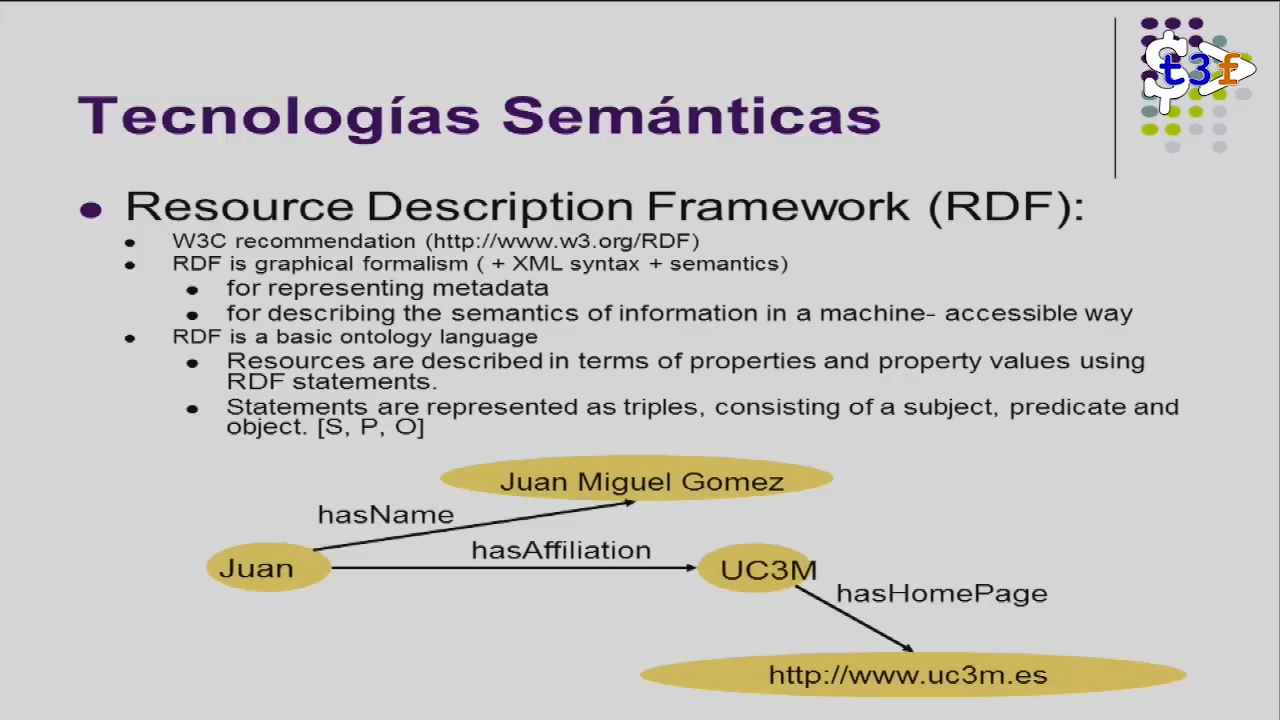 t3f
Tecnologías Semánticas
Resource Description Framework (RDF):
W3C recommendation (http://www.w3.org/RDF)
RDF is graphical formalism ( + XML syntax + semantics)
for representing metadata
for describing the semantics of information in a machine- accessible way
RDF is a basic ontology language
Resources are described in terms of properties and property values using
RDF statements.
Statements are represented as triples, consisting of a subject, predicate and
object. [S, P, O]
Juan Miguel Gomez
hasName
hasAffiliation
Juan
UC3M
hasHomePage
http://www.uc3m.es